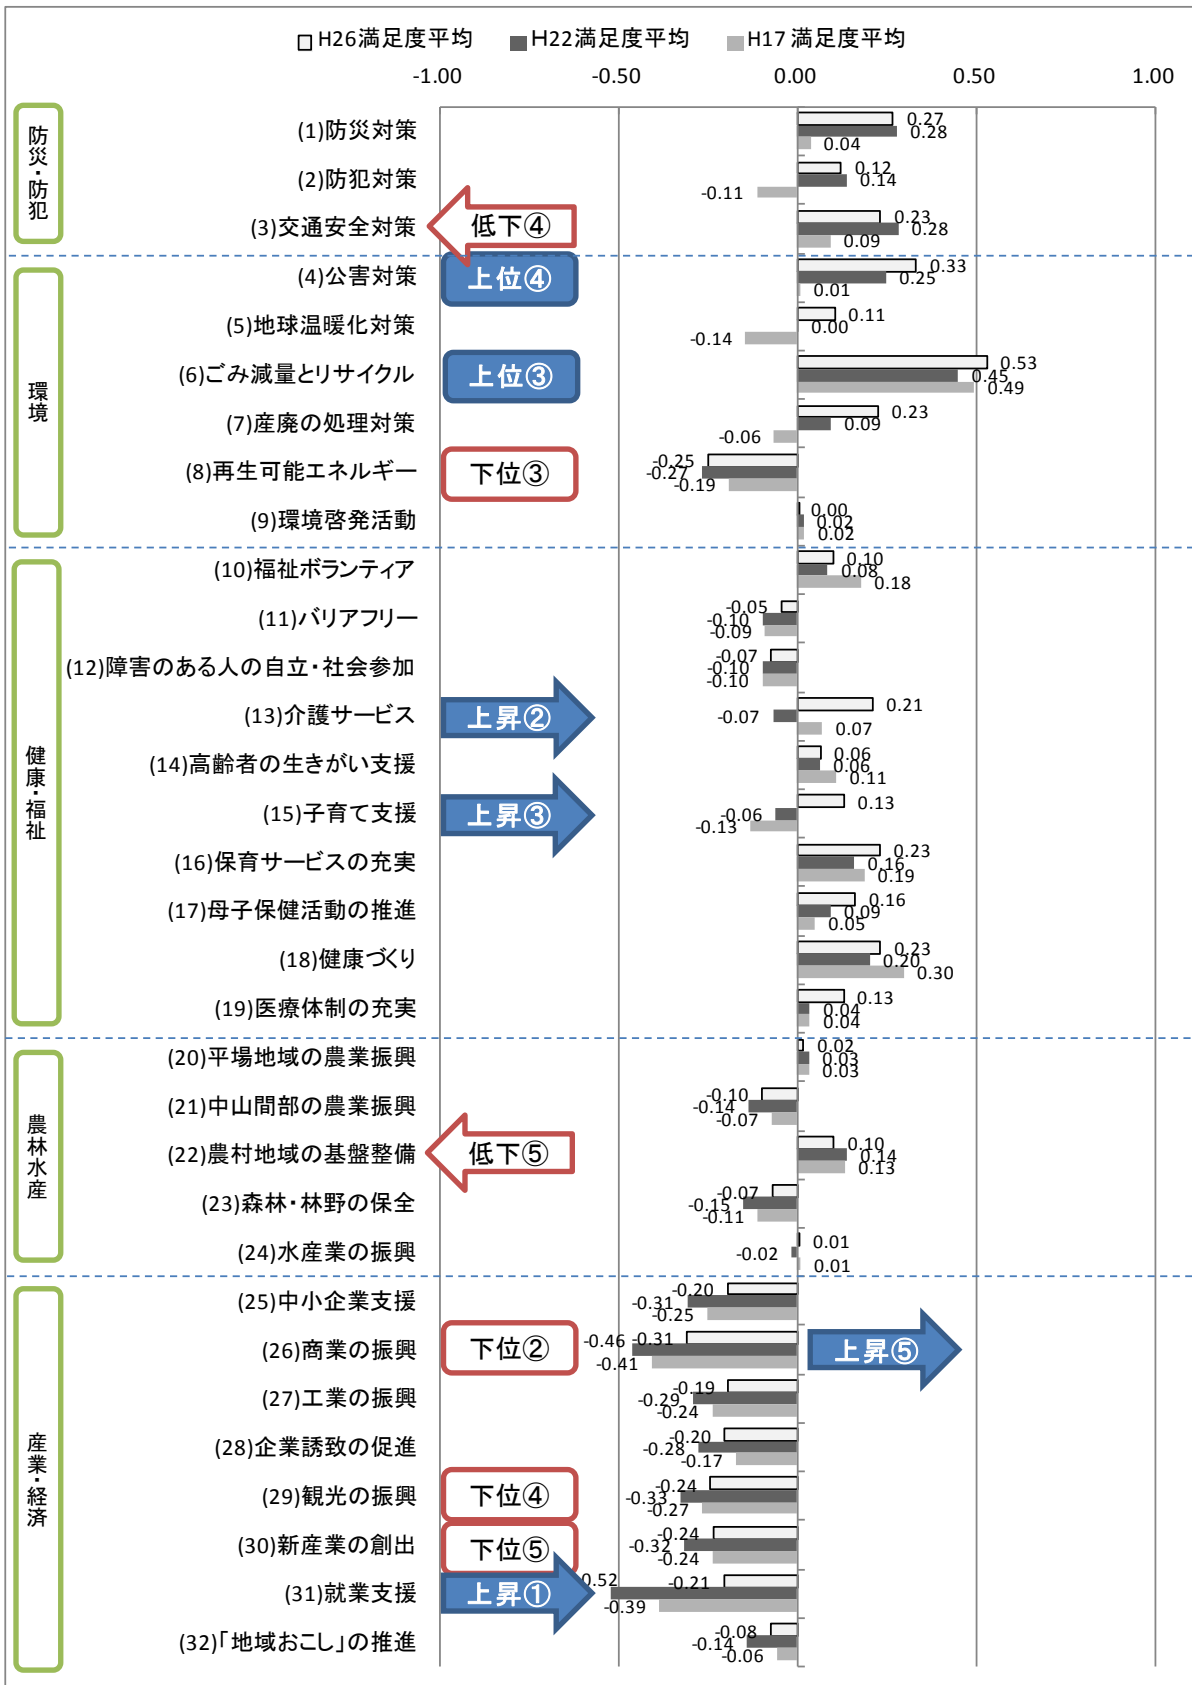 H26満足度平均 H22満足度平均 H17満足度平均
-1.00 -0.50 0.00 0.50 1.00
防災・防犯
(1)防災対策 0.27 0.28 0.04
(2)防犯対策 0.12 0.14 -0.11
(3)交通安全対策 低下④ 0.23 0.28 0.09
環境
(4)公害対策 上位④ 0.33 0.25 0.01
(5)地球温暖化対策 0.11 0.00 -0.14
(6)ごみ減量とリサイクル 上位③ 0.53 0.45 0.49
(7)産廃の処理対策 0.23 0.09 -0.06
(8)再生可能エネルギー 下位③ -0.25 -0.27 -0.19
(9)環境啓発活動 0.00 0.02 0.02
健康・福祉
(10)福祉ボランティア 0.10 0.08 0.18
(11)バリアフリー -0.05 -0.10 -0.09
(12)障害のある人の自立・社会参加 -0.07 -0.10 -0.10
(13)介護サービス 上昇② 0.21 -0.07 0.07
(14)高齢者の生きがい支援 0.06 0.06 0.11
(15)子育て支援 上昇③ 0.13 -0.06 -0.13
(16)保育サービスの充実 0.23 0.16 0.19
(17)母子保健活動の推進 0.16 0.09 0.05
(18)健康づくり 0.23 0.20 0.30
(19)医療体制の充実 0.13 0.04 0.04
農林水産
(20)平場地域の農業振興 0.02 0.03 0.03
(21)中山間部の農業振興 -0.10 -0.14 -0.07
(22)農村地域の基盤整備 低下⑤ 0.10 0.14 0.13
(23)森林・林野の保全 -0.07 -0.15 -0.11
(24)水産業の振興 0.01 -0.02 0.01
産業・経済
(25)中小企業支援 -0.20 -0.31 -0.25
(26)商業の振興 下位② -0.31 -0.46 -0.41 上昇⑤
(27)工業の振興 -0.19 -0.29 -0.24
(28)企業誘致の促進 -0.20 -0.28 -0.17
(29)観光の振興 下位④ -0.24 -0.33 -0.27
(30)新産業の創出 下位⑤ -0.24 -0.32 -0.24
(31)就業支援 上昇① -0.21 0.52 -0.39
(32)「地域おこし」の推進 -0.08 -0.14 -0.06